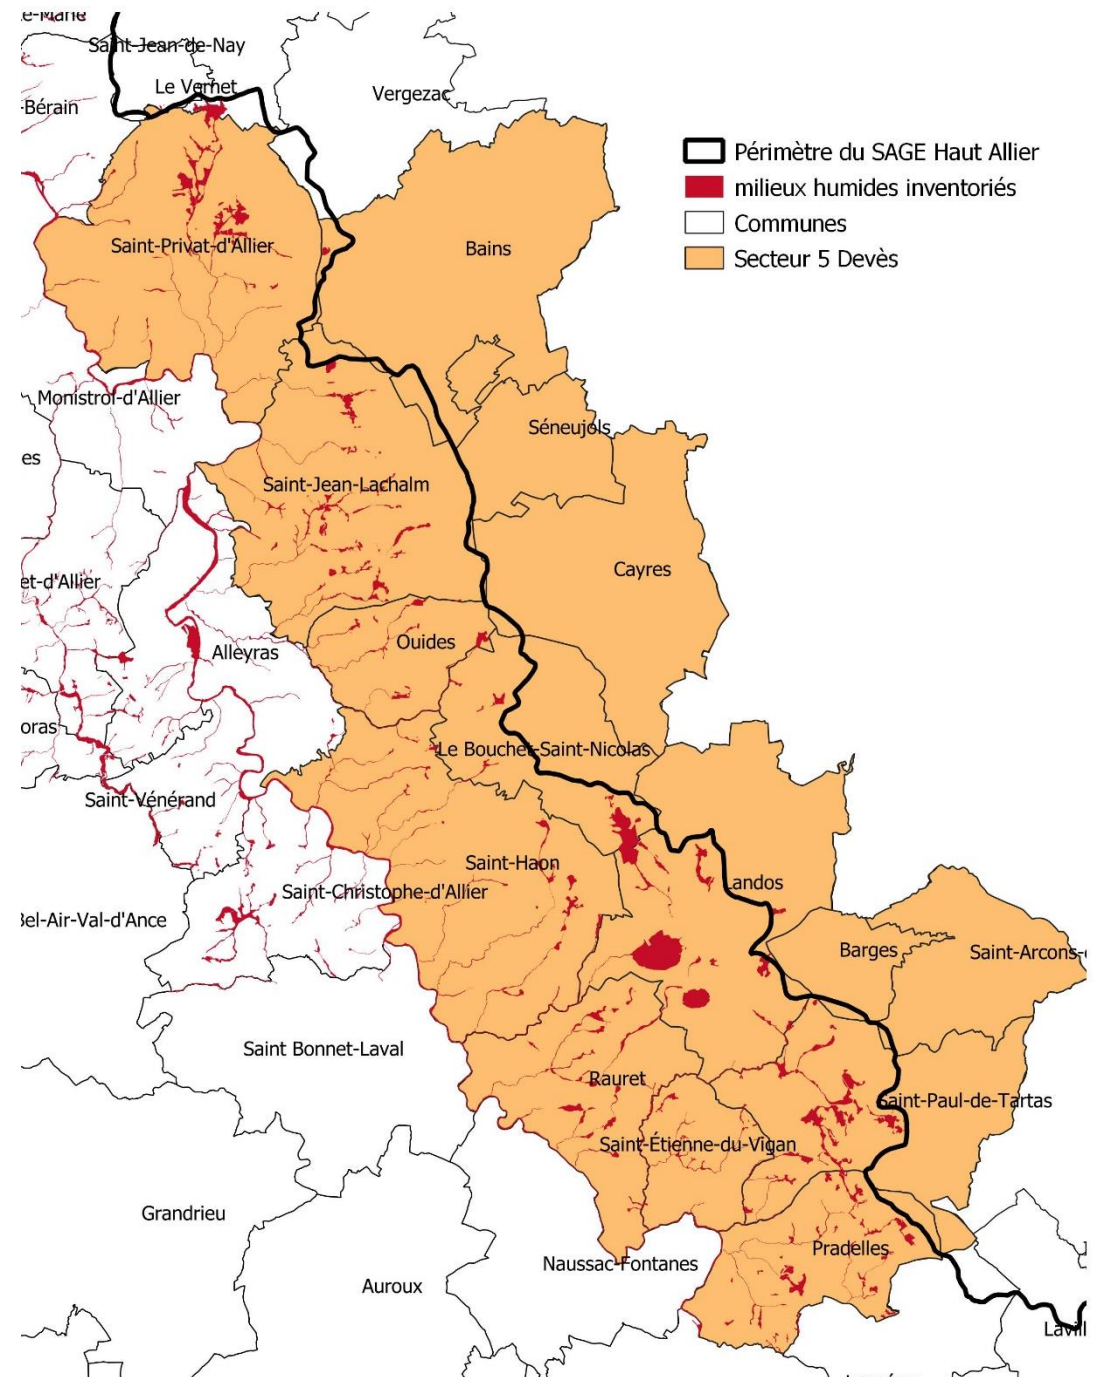 Saint-Jean-de-Nay
Le Vernet
Vergezac
-Bérain
Périmètre du SAGE Haut Allier
milieux humides inventoriés
Communes
Secteur 5 Devès
Saint-Privat-d'Allier
Bains
Monistrol-d'Allier
Séneujols
es
Saint-Jean-Lachalm
Cayres
et-d'Allier
Ouides
Alleyras
oras
Le Bouchet-Saint-Nicolas
Saint-Vénérand
Saint-Haon
Landos
Saint-Christophe-d'Allier
Bel-Air-Val-d'Ance
Barges
Saint-Arcons-
Saint Bonnet-Laval
Rauret
Saint-Paul-de-Tartas
Saint-Étienne-du-Vigan
Grandrieu
Pradelles
Naussac-Fontanes
Auroux
Lavill